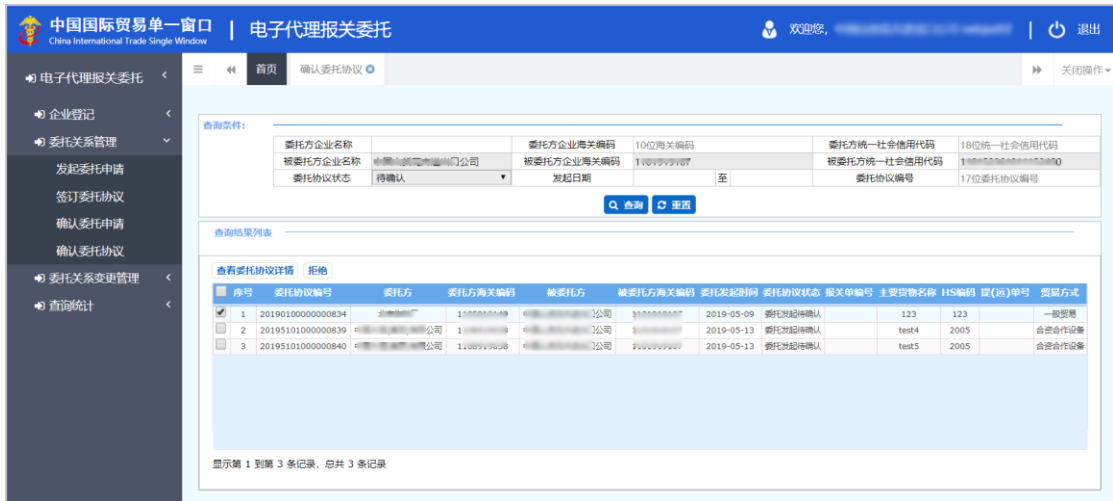 中国国际贸易单一窗口 | 电子代理报关委托
China International Trade Single Window
欢迎您,
退出
电子代理报关委托
首页 确认委托协议
关闭操作
企业登记
委托关系管理
发起委托申请
签订委托协议
确认委托申请
确认委托协议
委托关系变更管理
查询统计
查询条件:
委托方企业名称 委托方企业海关编码 10位海关编码 委托方统一社会信用代码 18位统一社会信用代码
被委托方企业名称 门公司 被委托方企业海关编码 被委托方统一社会信用代码
委托协议状态 待确认 发起日期 至 委托协议编号 17位委托协议编号
查询 重置
查询结果列表
查看委托协议详情 拒绝
序号 委托协议编号 委托方 委托方海关编码 被委托方 被委托方海关编码 委托发起时间 委托协议状态 报关单编号 主要货物名称 HS编码 提(运)单号 贸易方式
1 20190100000000834 公司 2019-05-09 委托发起待确认 123 123 一般贸易
2 20195101000000839 公司 公司 2019-05-13 委托发起待确认 test4 2005 合资合作设备
3 20195101000000840 公司 公司 2019-05-13 委托发起待确认 test5 2005 合资合作设备
显示第 1 到第 3 条记录,总共 3 条记录